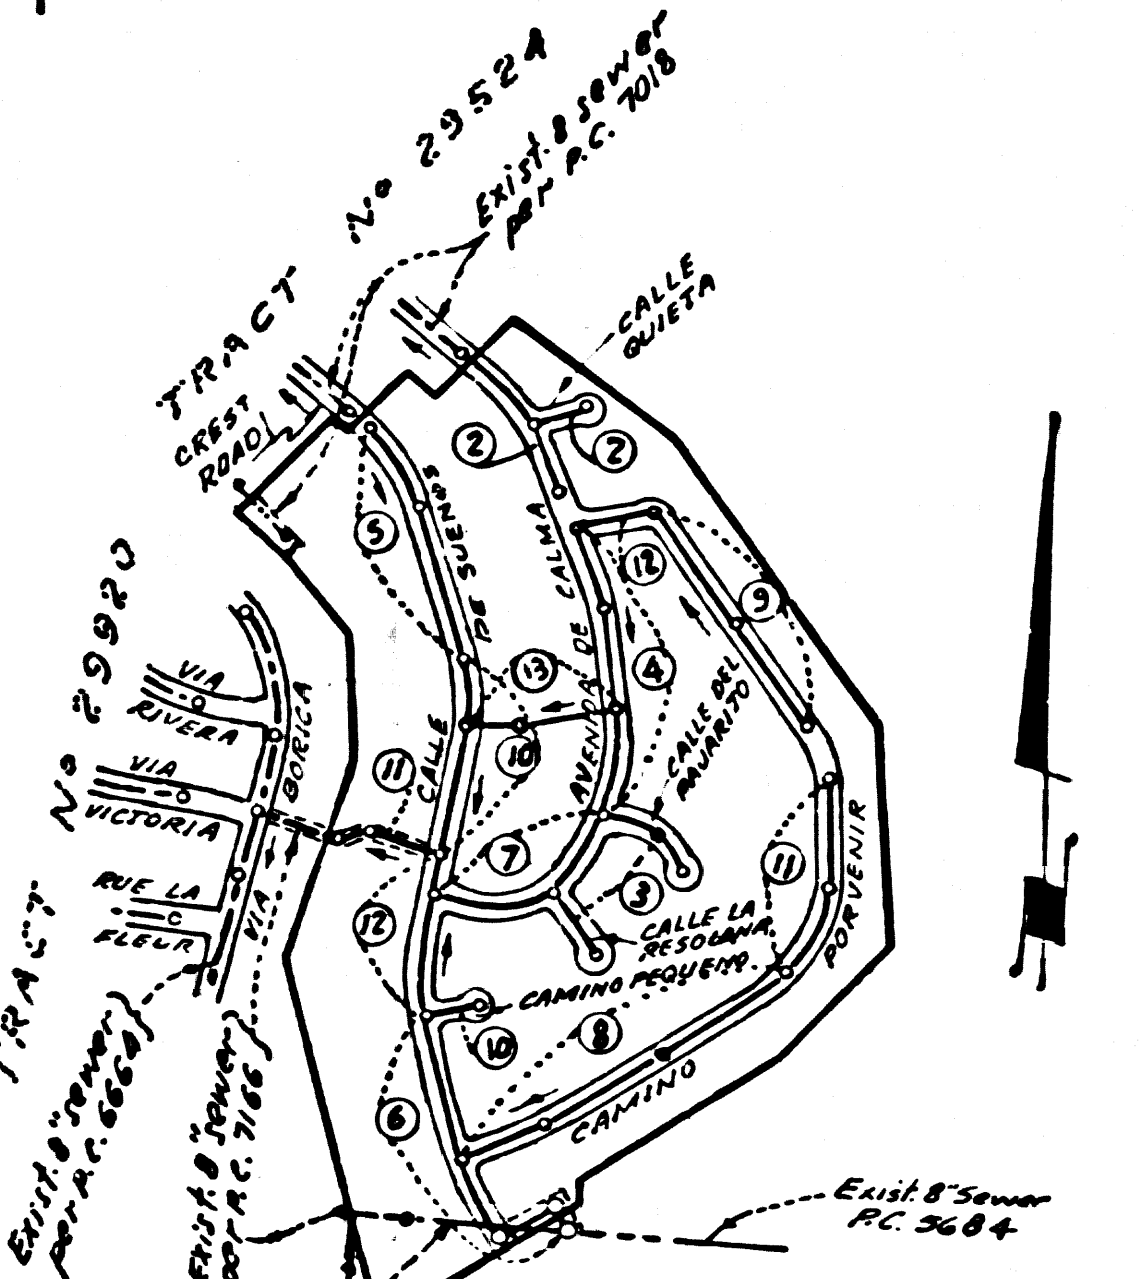 TRACT No 2952A
Exist. 8 sewer
per P.C. 7018
CALLE
QUIETA
CREST
ROAD
2
2
5
DE SUENOS
CALLE
AVENIDA DE CALMA
12
9
4
13
10
11
CALLE DEL
PAJARITO
TRACT No 29920
VIA
RIVERA
VIA
VICTORIA
RUE LA
FLEUR
VIA BORICA
7
3
11
12
CALLE LA
RESOLANA
CAMINO PEQUENO
10
8
6
CAMINO PORVENIR
Exist. 8" sewer
per P.C. 6664
Exist. 8" sewer
per P.C. 7166
Exist. 8" Sewer
P.C. 5684